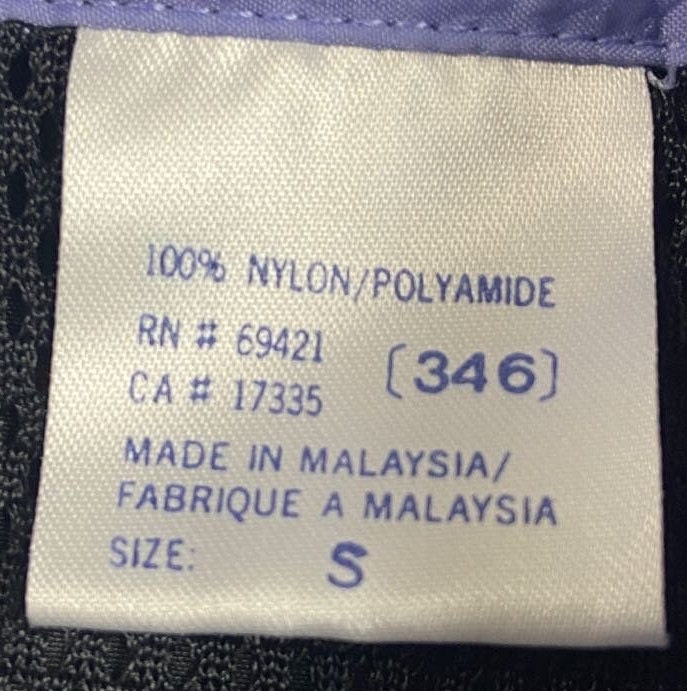 100% NYLON/POLYAMIDE
RN # 69421
CA # 17335
[346]
MADE IN MALAYSIA/
FABRIQUE A MALAYSIA
SIZE: S